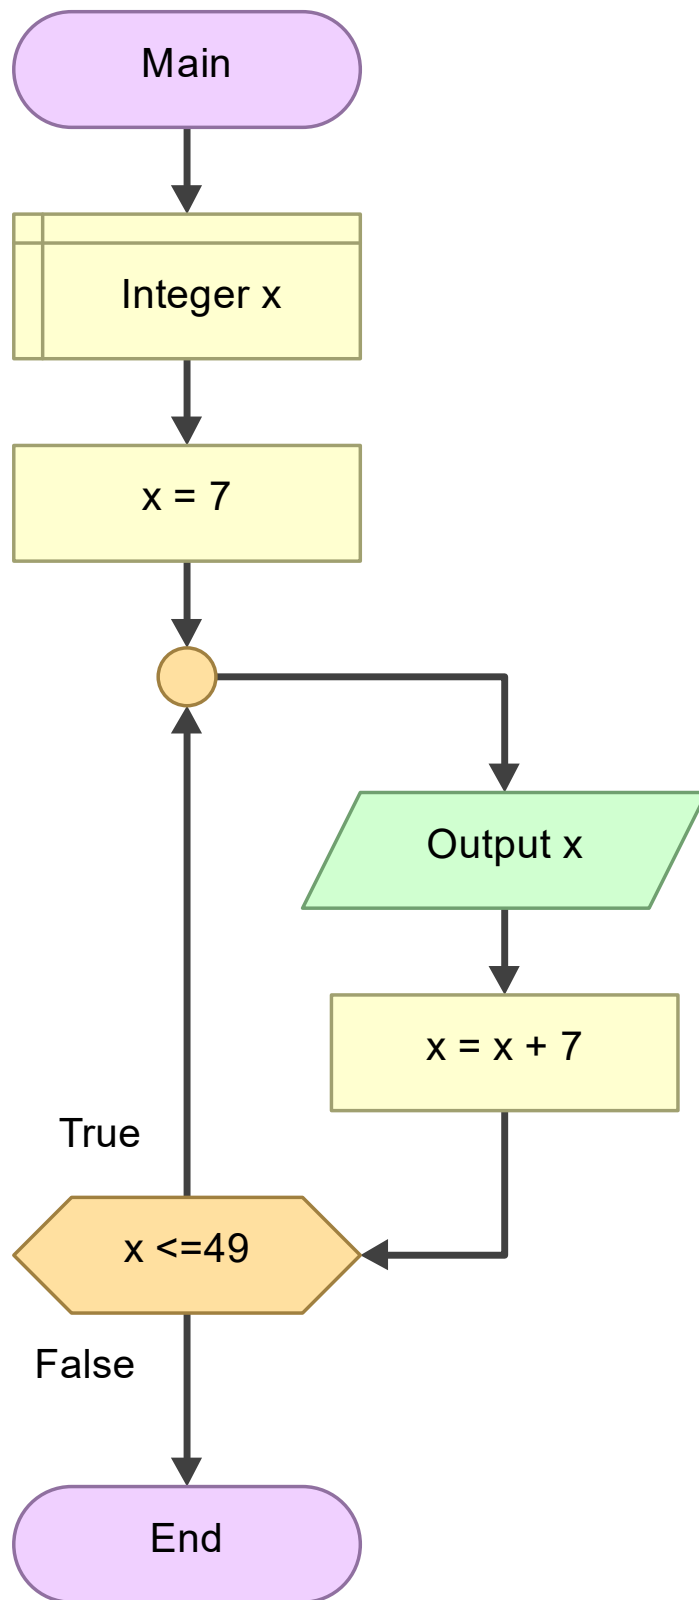 Main
Integer x
x = 7
Output x
x = x + 7
True
x <=49
False
End